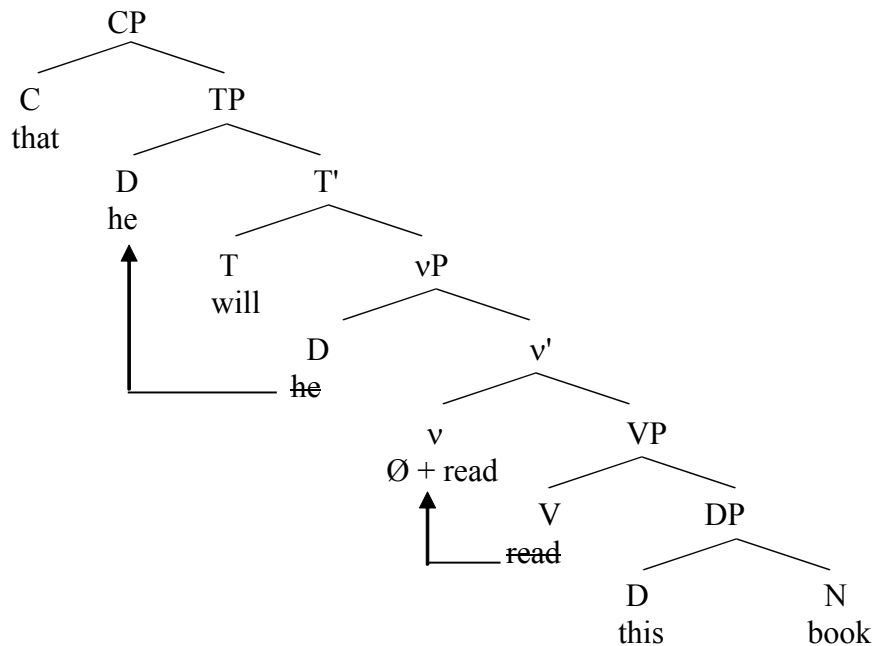 CP
C TP
that
D T'
he
T νP
will
D ν'
he
ν VP
Ø + read
V DP
read
D N
this book